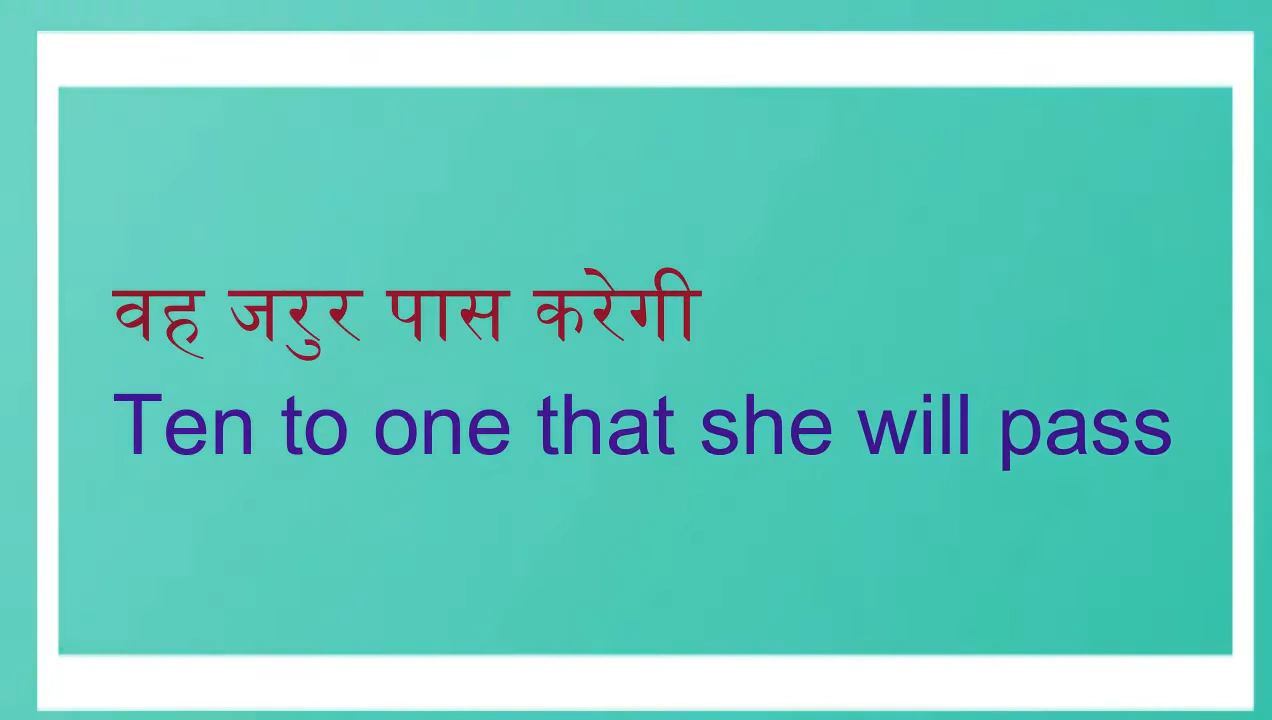 वह जरुर पास करेगी
Ten to one that she will pass